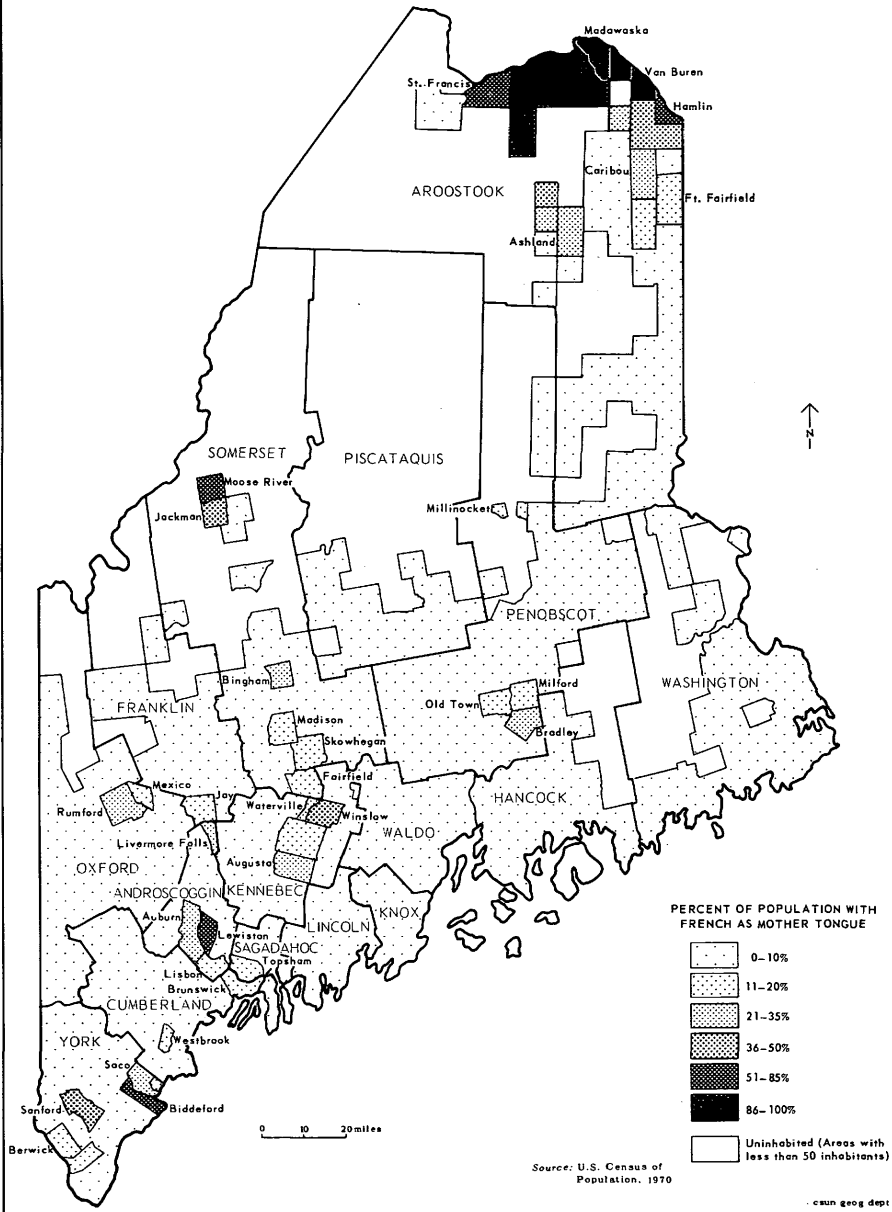 Madawaska
Van Buren
St. Francis
Hamlin
Caribou
AROOSTOOK
Ft. Fairfield
Ashland
N
SOMERSET
PISCATAQUIS
Moose River
Millinocket
Jackman
PENOBSCOT
Bingham
WASHINGTON
Milford
Old Town
FRANKLIN
Madison
Bradley
Skowhegan
Fairfield
Mexico
Jay
HANCOCK
Waterville
Winslow
Rumford
WALDO
Livermore Falls
Augusta
OXFORD
ANDROSCOGGIN
KENNEBEC
KNOX
Auburn
LINCOLN
Lewiston
SAGADAHOC
Topsham
Lisbon
Brunswick
CUMBERLAND
YORK
Westbrook
Saco
Sanford
Biddeford
Berwick
0 10 20 miles
PERCENT OF POPULATION WITH
FRENCH AS MOTHER TONGUE
0–10%
11–20%
21–35%
36–50%
51–85%
86–100%
Uninhabited (Areas with
less than 50 inhabitants)
Source: U.S. Census of
Population, 1970
csun geog dept